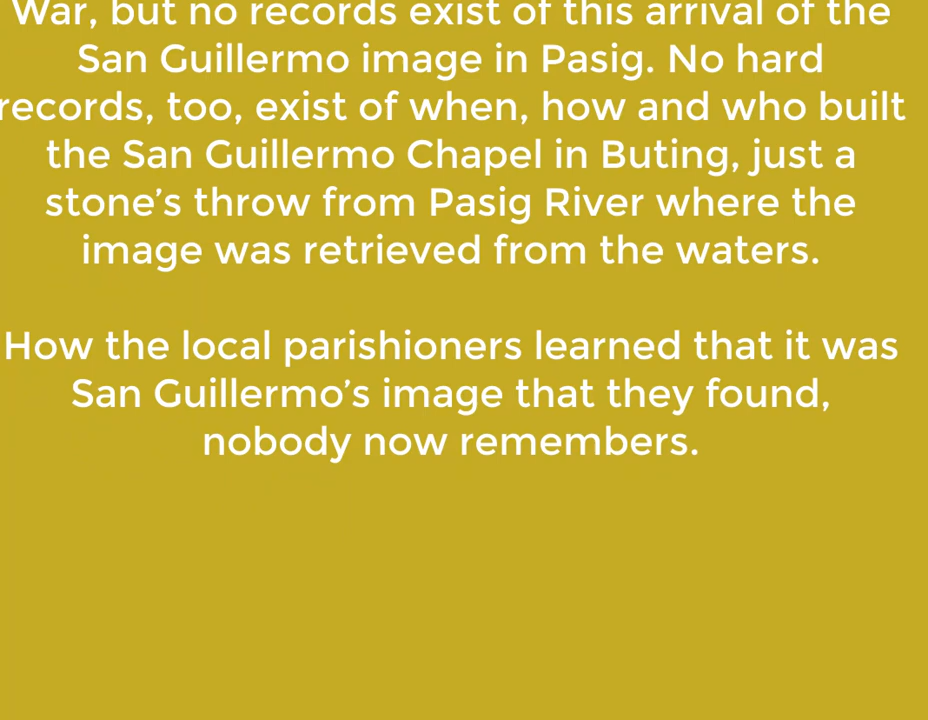 War, but no records exist of this arrival of the
San Guillermo image in Pasig. No hard
records, too, exist of when, how and who built
the San Guillermo Chapel in Buting, just a
stone’s throw from Pasig River where the
image was retrieved from the waters.
How the local parishioners learned that it was
San Guillermo’s image that they found,
nobody now remembers.